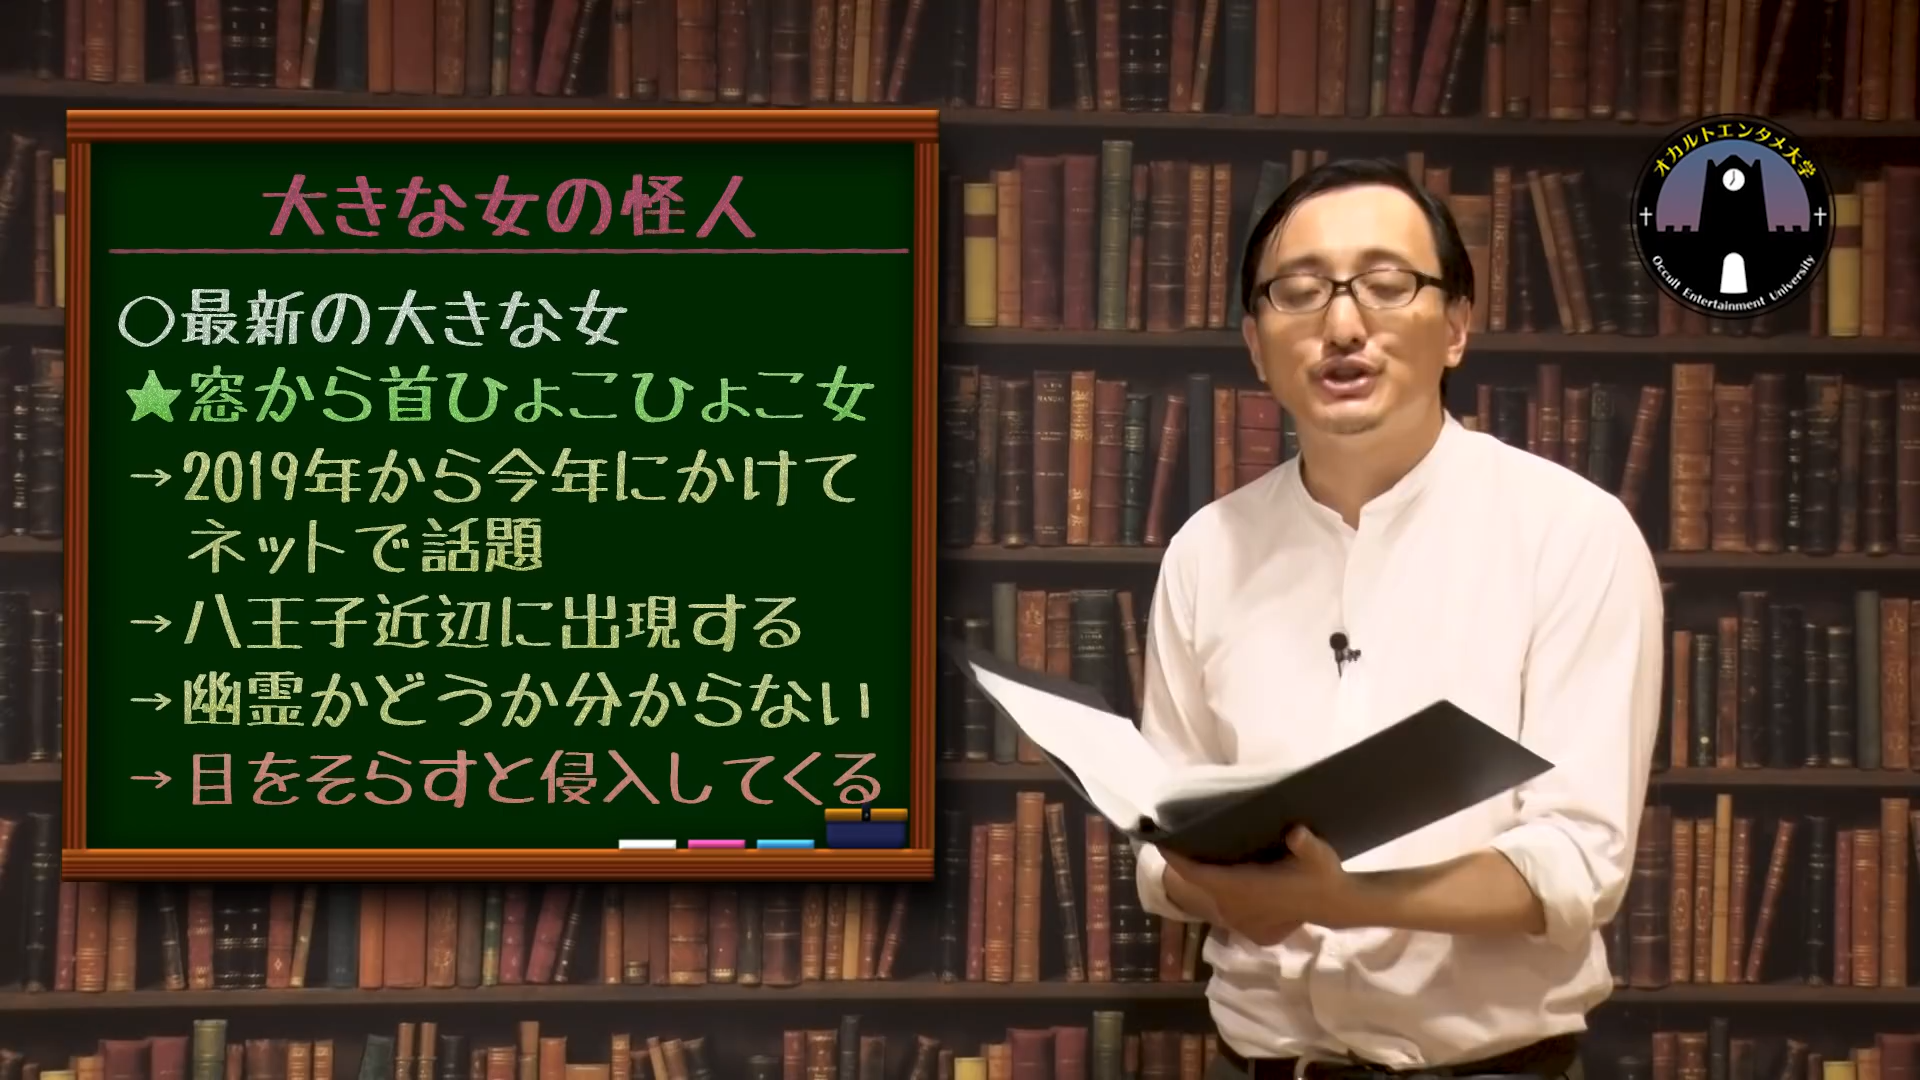 大きな女の怪人
○最新の大きな女
★窓から首ひょこひょこ女
→2019年から今年にかけて
ネットで話題
→八王子近辺に出現する
→幽霊かどうか分からない
→目をそらすと侵入してくる
オカルトエンタメ大学
Occult Entertainment University
MANUAL